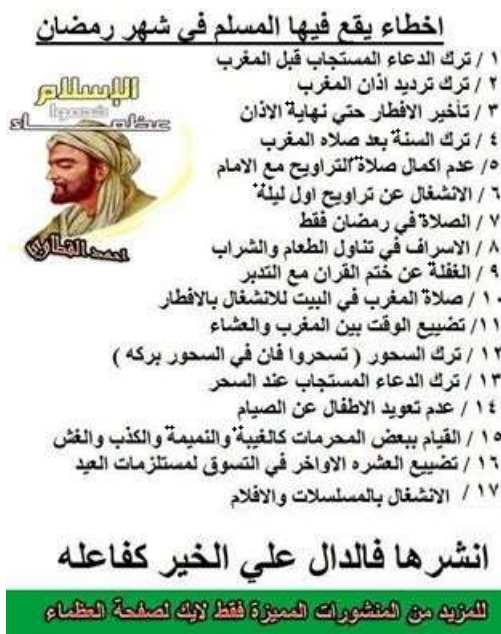 اخطاء يقع فيها المسلم في شهر رمضان
١ / ترك الدعاء المستجاب قبل المغرب
٢ / ترك ترديد اذان المغرب
٣ / تأخير الافطار حتي نهاية الاذان
٤ / ترك السنة بعد صلاه المغرب
٥/ عدم اكمال صلاة التراويح مع الامام
٦ / الانشغال عن تراويح اول ليلة
٧ / الصلاة في رمضان فقط
٨ / الاسراف في تناول الطعام والشراب
٩ / الغفلة عن ختم القران مع التدبر
١٠ / صلاة المغرب في البيت للانشغال بالافطار
١١/ تضييع الوقت بين المغرب والعشاء
١٢ / ترك السحور ( تسحروا فان في السحور بركه )
١٣ / ترك الدعاء المستجاب عند السحر
١٤ / عدم تعويد الاطفال عن الصيام
١٥ / القيام ببعض المحرمات كالغيبة والنميمة والكذب والغش
١٦ / تضييع العشره الاواخر في التسوق لمستلزمات العيد
١٧ / الانشغال بالمسلسلات والافلام
الإسلام
عظماء
احمد
انشرها فالدال علي الخير كفاعله
للمزيد من المنشورات المميزة فقط لايك لصفحة العظماء